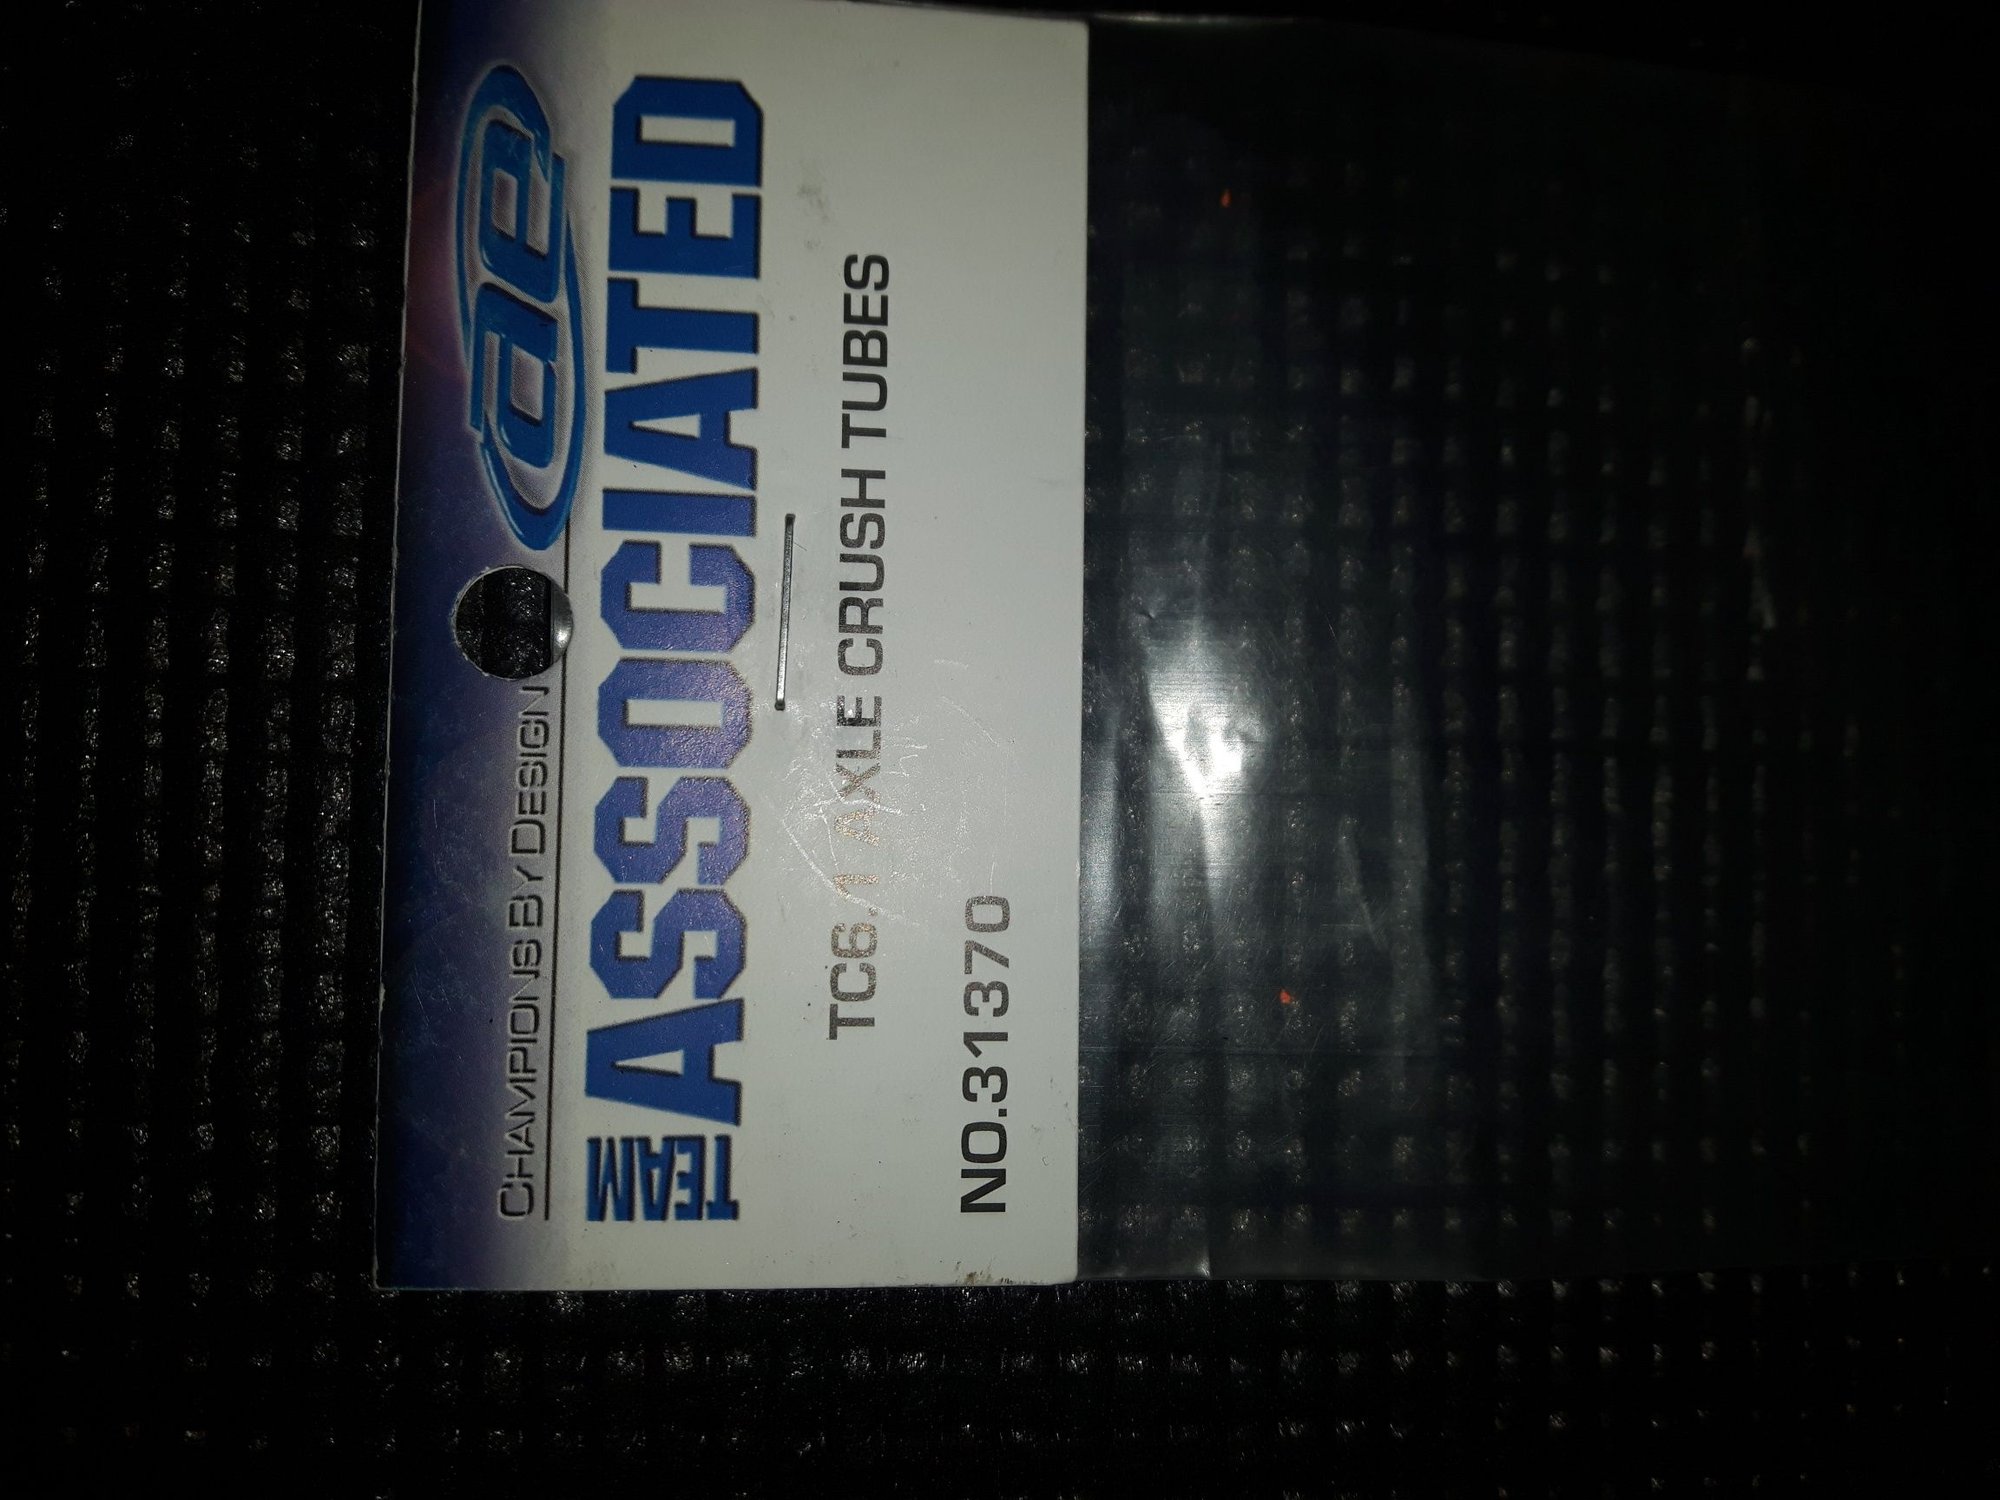 CHAMPIONS BY DESIGN
ae
TEAM ASSOCIATED
TC6.1 AXLE CRUSH TUBES
NO.31370